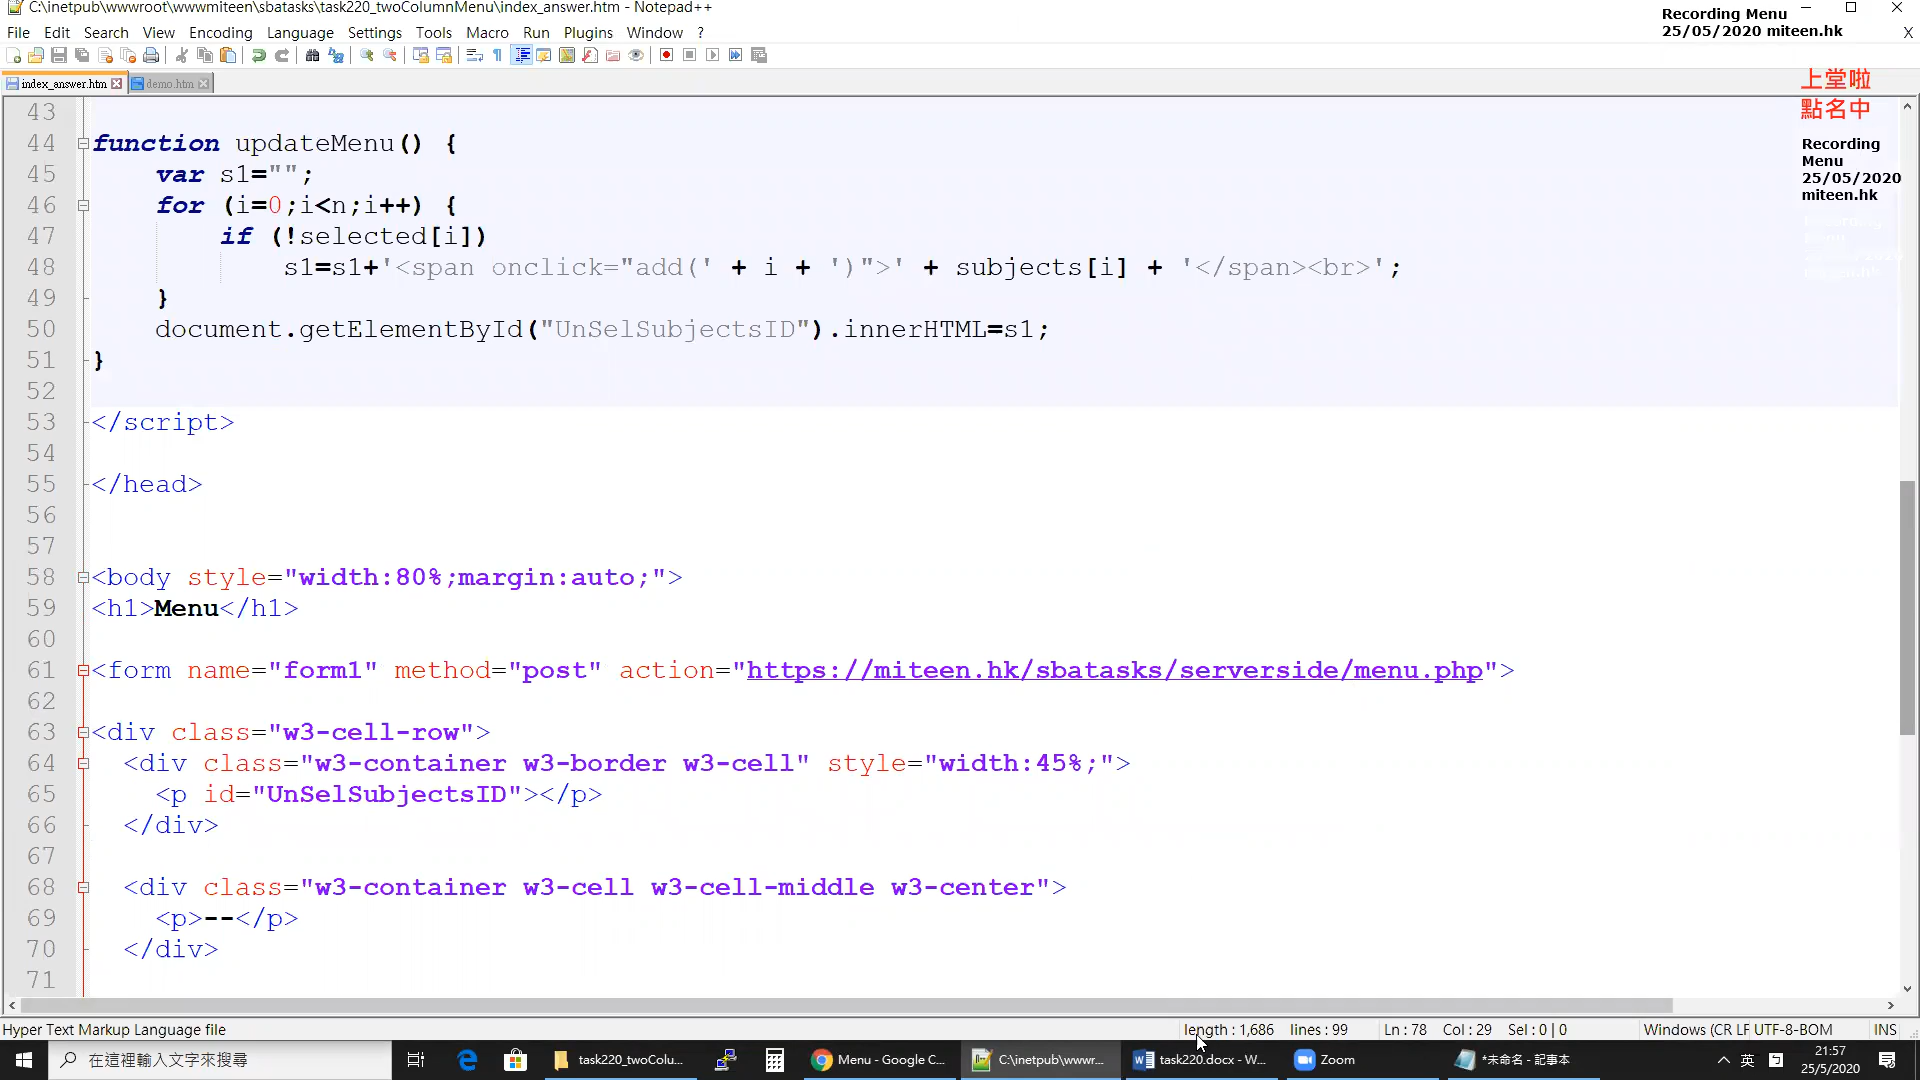 C:\inetpub\wwwroot\wwwmiteen\sbatasks\task220_twoColumnMenu\index_answer.htm - Notepad++
File Edit Search View Encoding Language Settings Tools Macro Run Plugins Window ? X
Recording Menu
25/05/2020 miteen.hk
index_answer.htm demo.htm
上堂啦
點名中
Recording
Menu
25/05/2020
miteen.hk
43
44 function updateMenu() {
45 var s1="";
46 for (i=0;i<n;i++) {
47 if (!selected[i])
48 s1=s1+'<span onclick="add(' + i + ')">' + subjects[i] + '</span><br>';
49 }
50 document.getElementById("UnSelSubjectsID").innerHTML=s1;
51 }
52
53 </script>
54
55 </head>
56
57
58 <body style="width:80%;margin:auto;">
59 <h1>Menu</h1>
60
61 <form name="form1" method="post" action="https://miteen.hk/sbatasks/serverside/menu.php">
62
63 <div class="w3-cell-row">
64 <div class="w3-container w3-border w3-cell" style="width:45%;">
65 <p id="UnSelSubjectsID"></p>
66 </div>
67
68 <div class="w3-container w3-cell w3-cell-middle w3-center">
69 <p>--</p>
70 </div>
71
Hyper Text Markup Language file length : 1,686 lines : 99 Ln : 78 Col : 29 Sel : 0 | 0 Windows (CR LF UTF-8-BOM INS
在這裡輸入文字來搜尋 task220_twoColu... Menu - Google C... C:\inetpub\wwwr... task220.docx - W... Zoom *未命名 - 記事本 英 21:57
25/5/2020